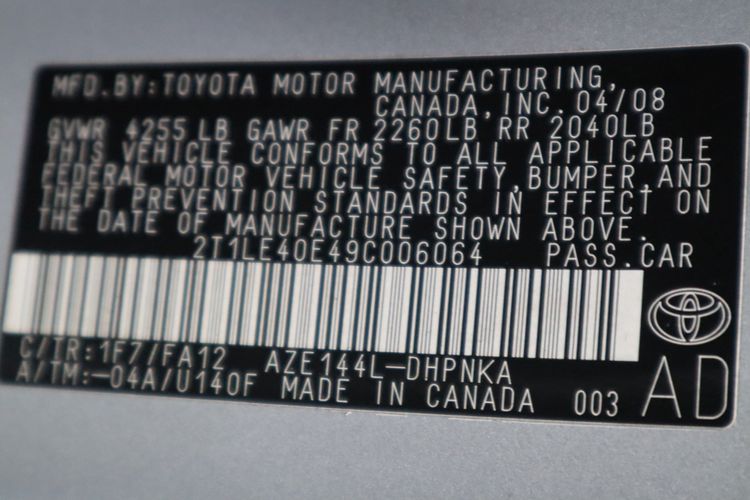 MFD.BY:TOYOTA MOTOR MANUFACTURING,
CANADA,INC.04/08
GVWR 4255LB GAWR FR 2260LB RR 2040LB
THIS VEHICLE CONFORMS TO ALL APPLICABLE
FEDERAL MOTOR VEHICLE SAFETY,BUMPER,AND
THEFT PREVENTION STANDARDS IN EFFECT ON
THE DATE OF MANUFACTURE SHOWN ABOVE.
2T1LE40E49C006064 PASS.CAR
C/TR:1F7/FA12 AZE144L-DHPNKA
A/TM:-04A/U140F MADE IN CANADA 003 AD